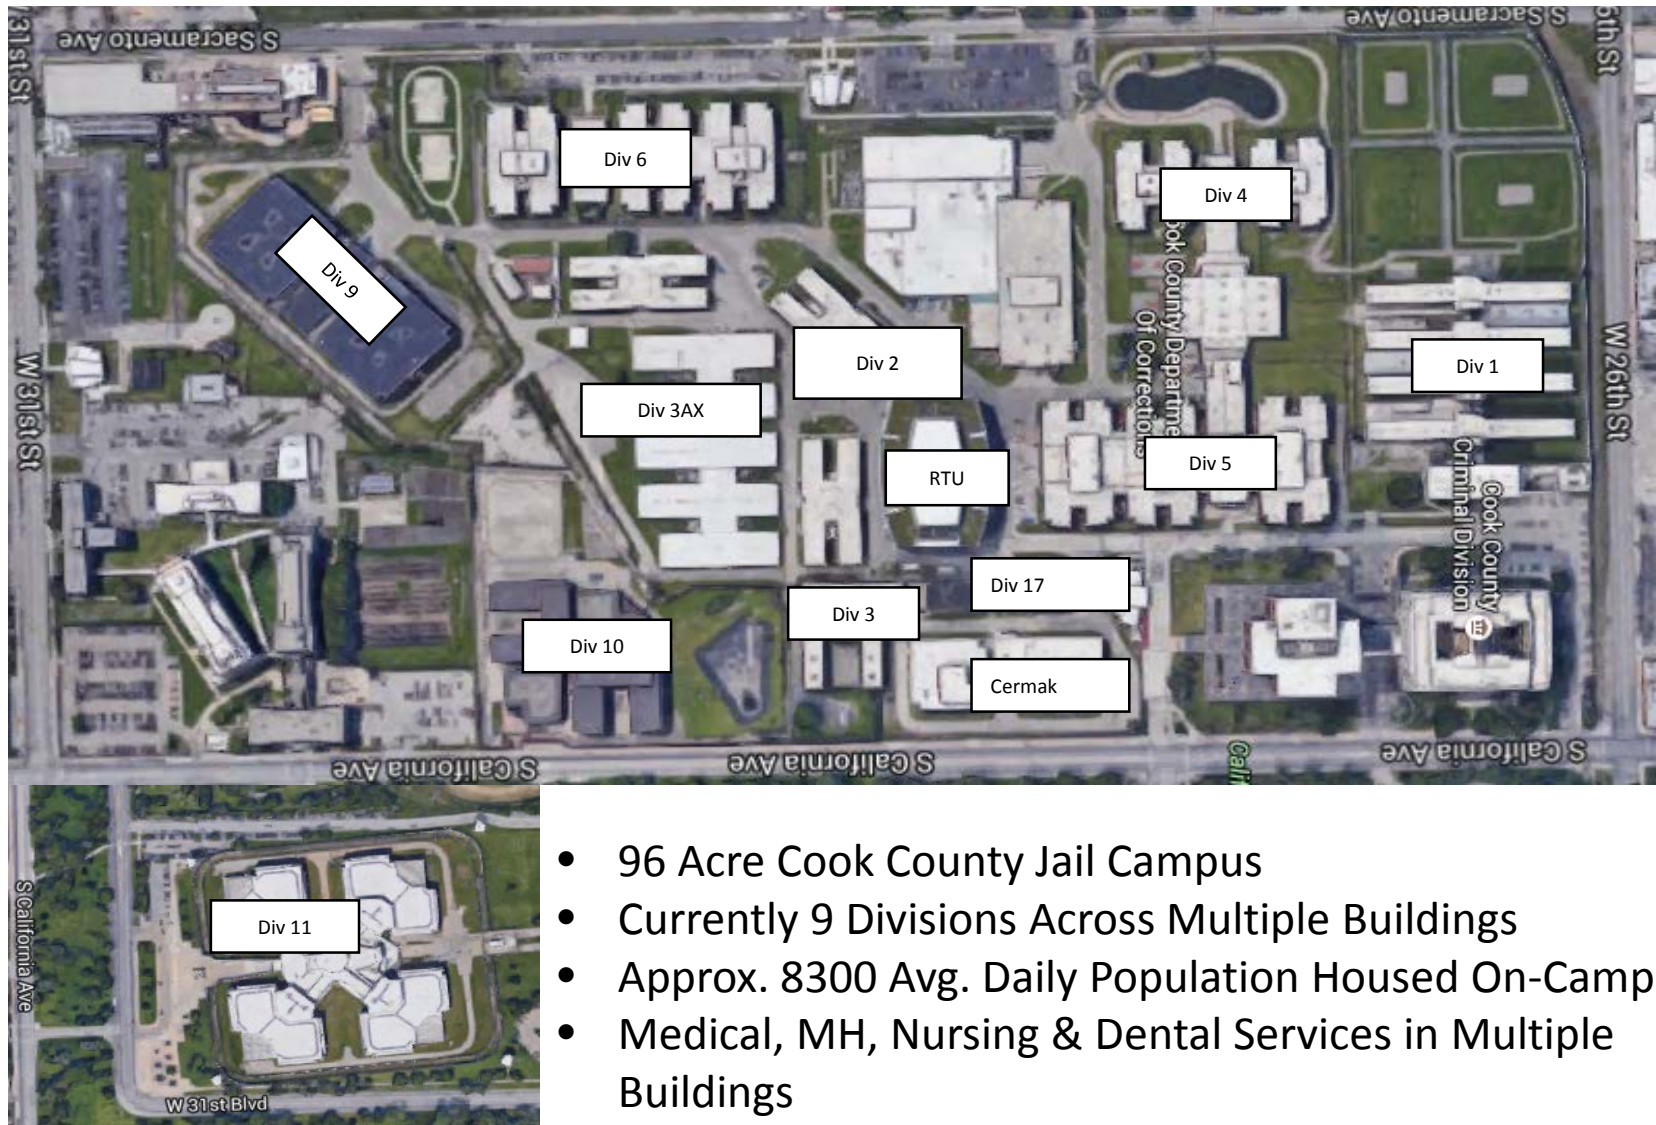 S Sacramento Ave
S Sacramento Ave
W 31st St
Div 6
Div 4
Div 9
Cook County Department
Of Corrections
Div 2
Div 1
W 31st St
W 26th St
Div 3AX
Div 5
RTU
Cook County
Criminal Division
Div 17
Div 3
Div 10
Cermak
S California Ave
S California Ave
S California Ave
Div 11
S California Ave
W 31st Blvd
• 96 Acre Cook County Jail Campus
• Currently 9 Divisions Across Multiple Buildings
• Approx. 8300 Avg. Daily Population Housed On-Camp
• Medical, MH, Nursing & Dental Services in Multiple
Buildings